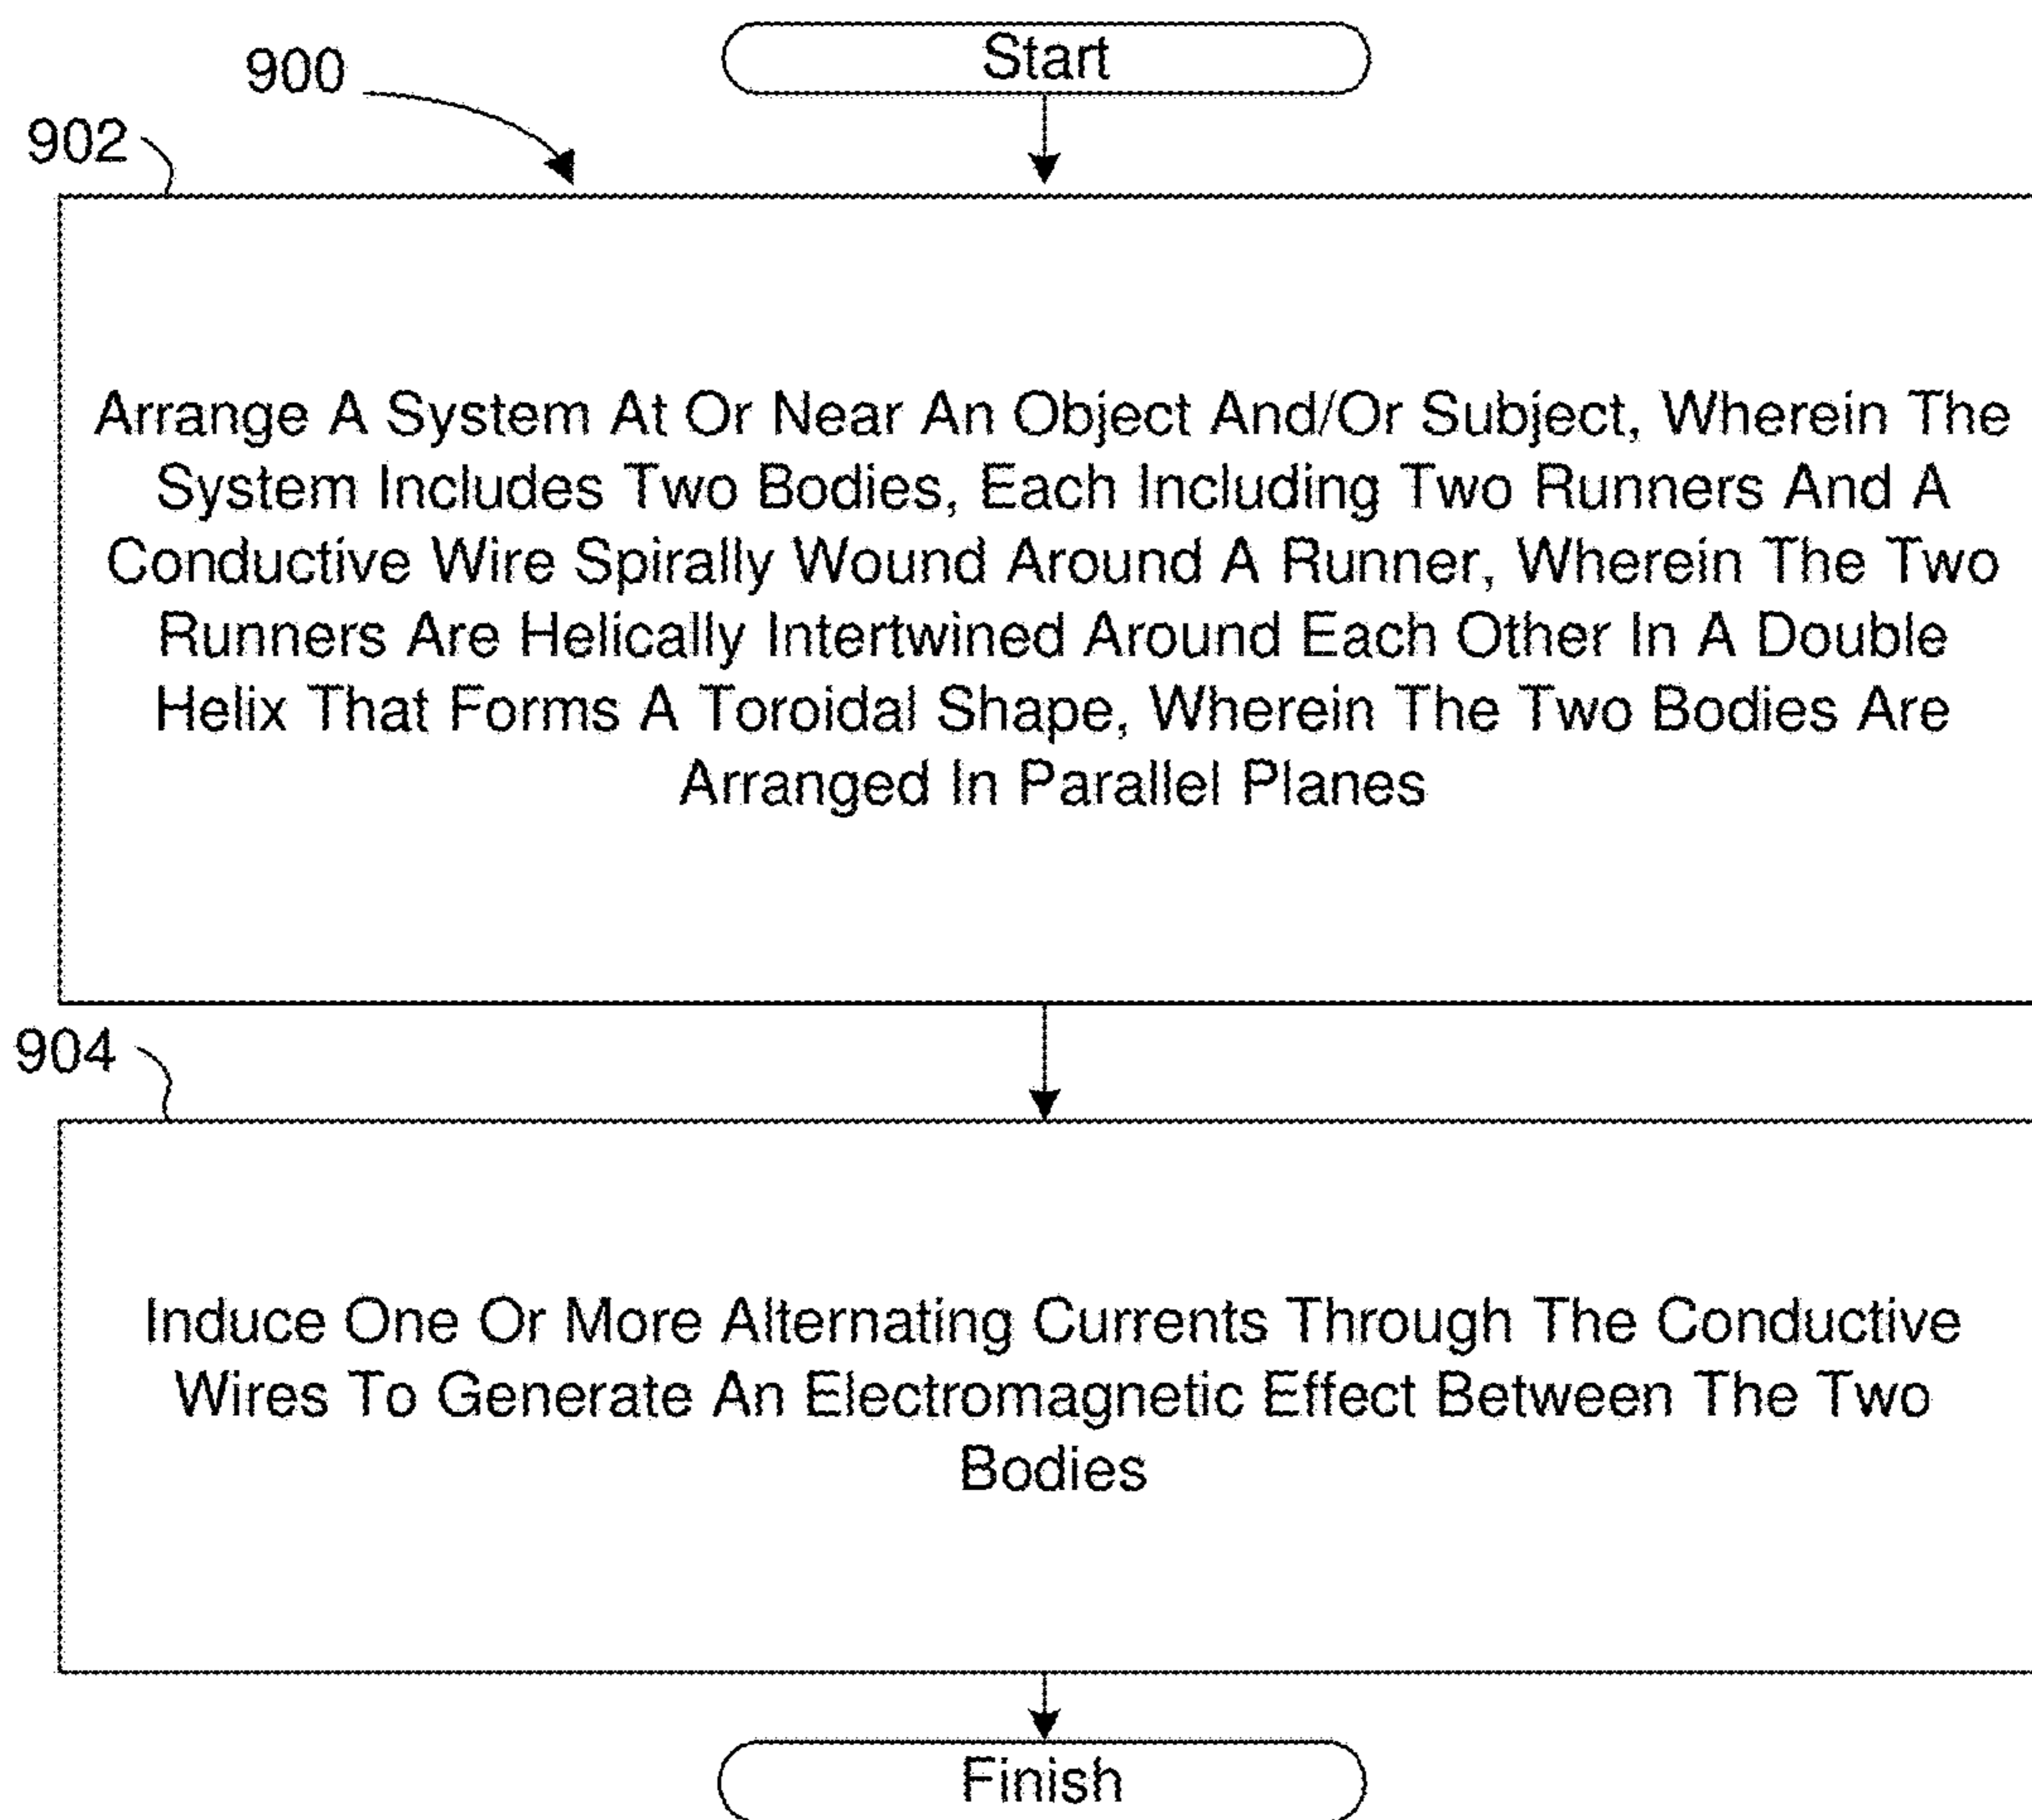 Start
900
902
Arrange A System At Or Near An Object And/Or Subject, Wherein The
System Includes Two Bodies, Each Including Two Runners And A
Conductive Wire Spirally Wound Around A Runner, Wherein The Two
Runners Are Helically Intertwined Around Each Other In A Double
Helix That Forms A Toroidal Shape, Wherein The Two Bodies Are
Arranged In Parallel Planes
904
Induce One Or More Alternating Currents Through The Conductive
Wires To Generate An Electromagnetic Effect Between The Two
Bodies
Finish